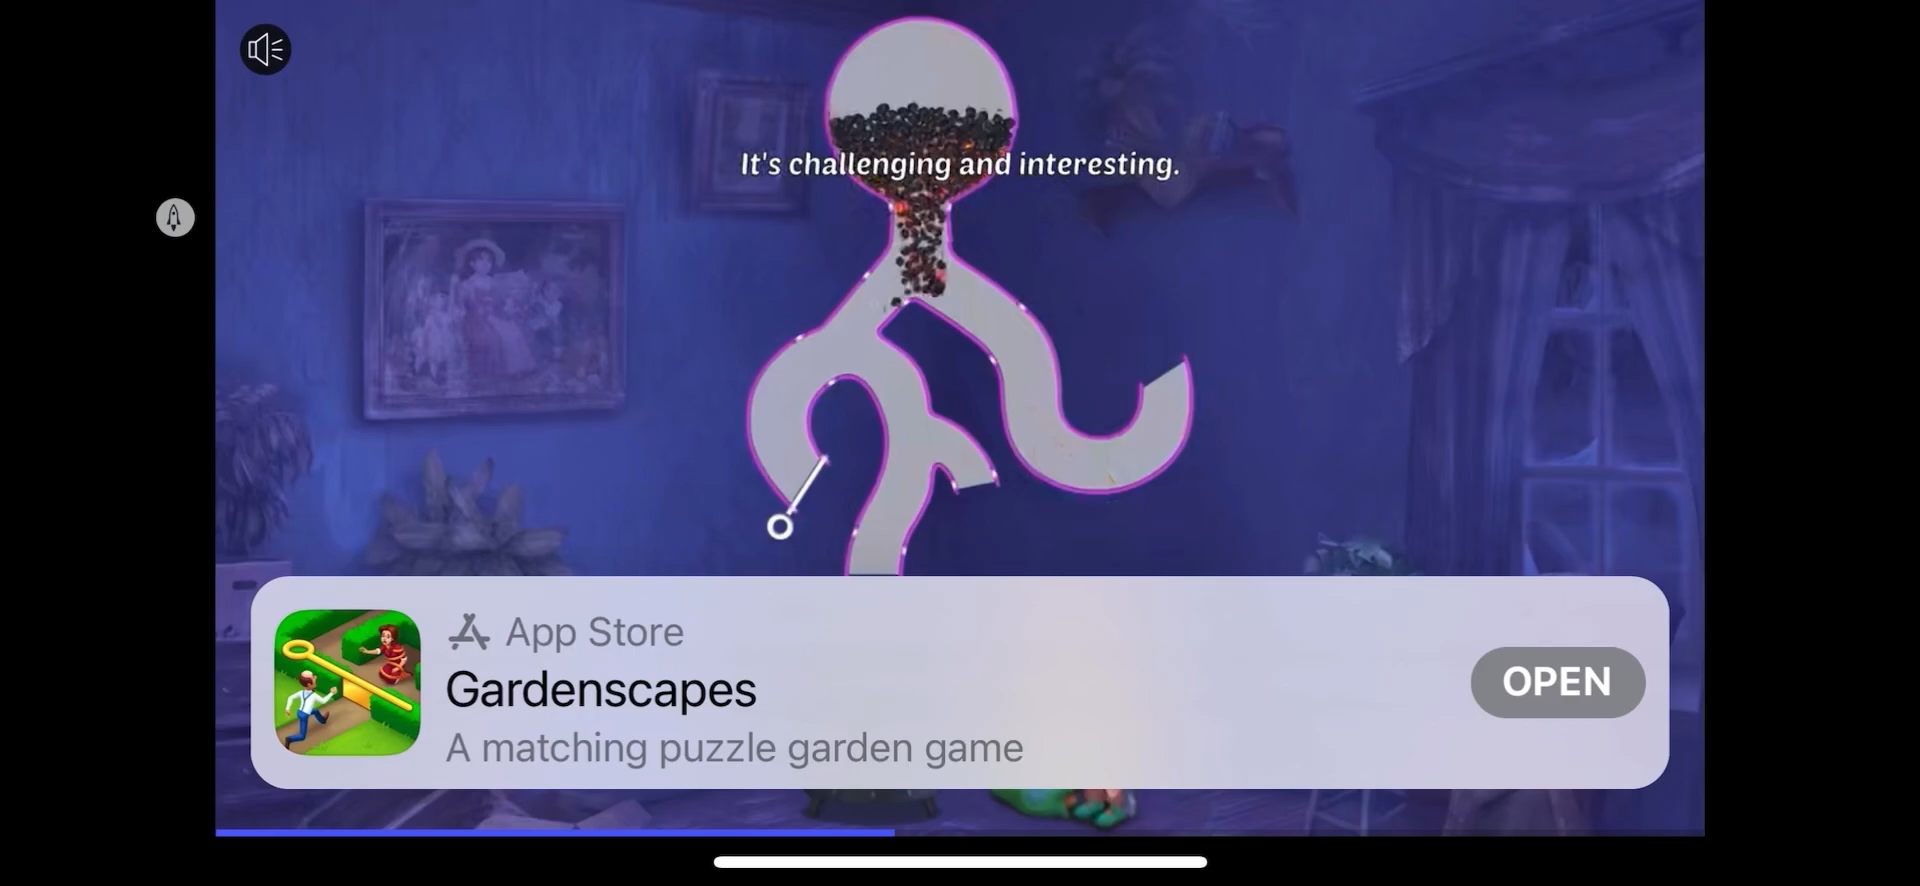 It's challenging and interesting.
App Store
Gardenscapes
A matching puzzle garden game
OPEN